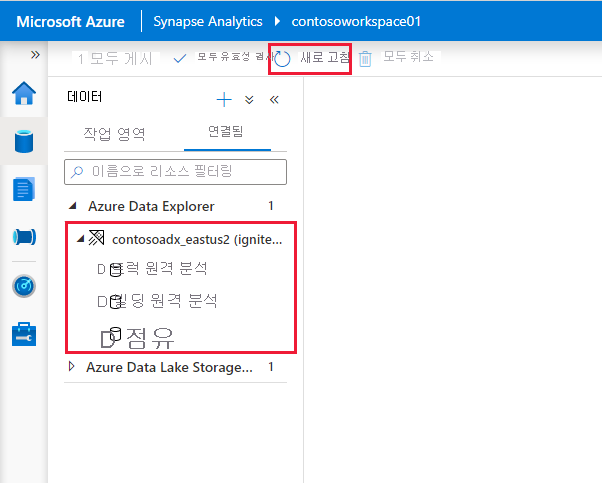 Microsoft Azure Synapse Analytics contosoworkspace01
»
1 모두 게시 모두 유효성 검사 새로 고침 모두 취소
데이터
작업 영역 연결됨
이름으로 리소스 필터링
Azure Data Explorer 1
contosoadx_eastus2 (ignite...
D 트럭 원격 분석
D 빌딩 원격 분석
D 점유
Azure Data Lake Storage... 1